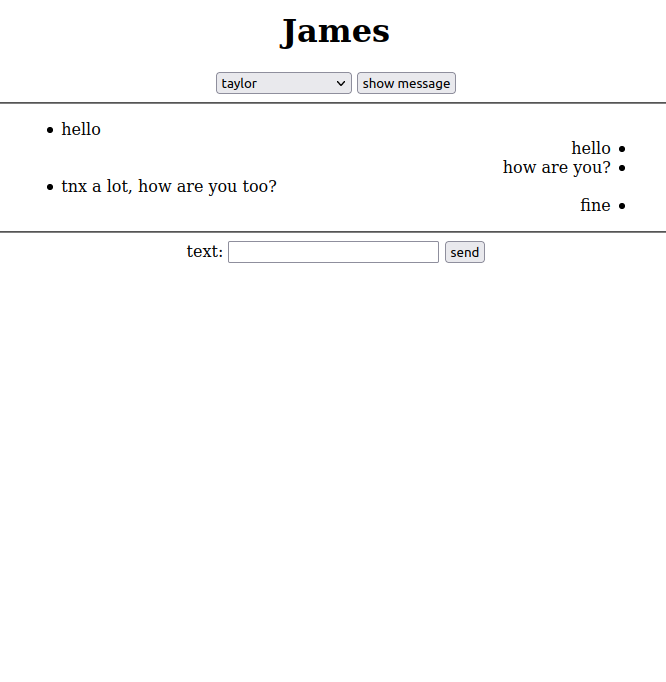 James
taylor show message
hello
hello
how are you?
tnx a lot, how are you too?
fine
text: send